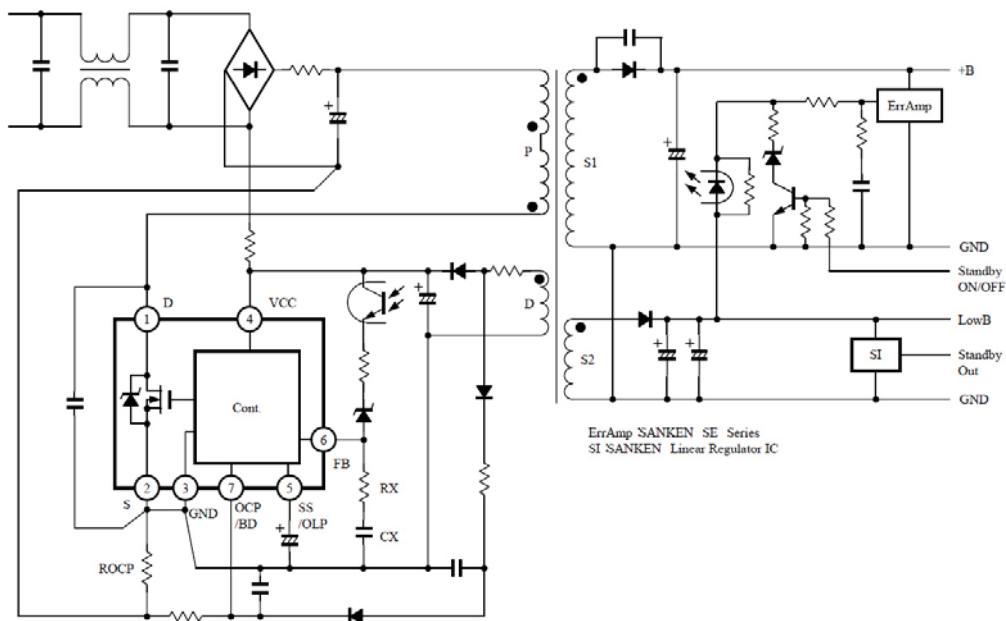 +B
ErrAmp
P
S1
GND
Standby
ON/OFF
D
D
VCC
LowB
1
4
S2
SI
Standby
Out
Cont.
GND
6
FB
ErrAmp SANKEN SE Series
SI SANKEN Linear Regulator IC
2
3
7
5
RX
S
GND
OCP
/BD
SS
/OLP
CX
ROCP